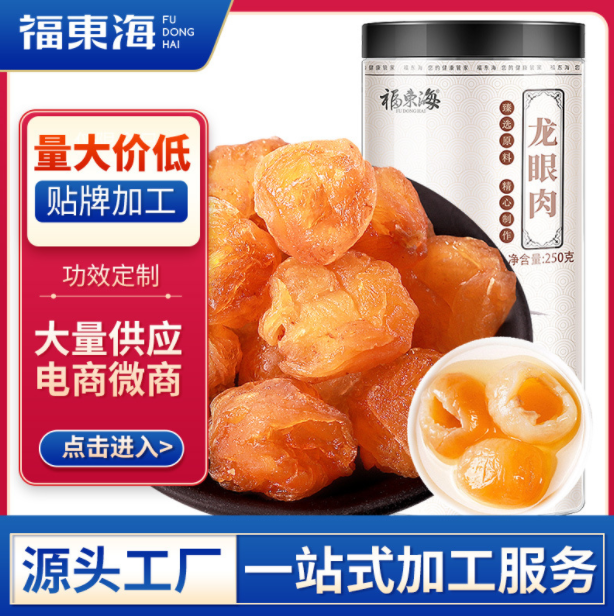 福東海
FU
DONG
HAI
量大价低
贴牌加工
功效定制
大量供应
电商微商
点击进入>
福東海
FU DONG HAI
臻选原料 精心制作
龙眼肉
净含量:250克
源头工厂 一站式加工服务